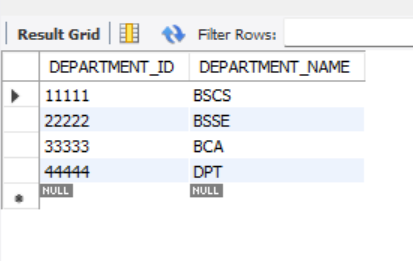 Result Grid Filter Rows:
DEPARTMENT_ID DEPARTMENT_NAME
11111 BSCS
22222 BSSE
33333 BCA
44444 DPT
NULL NULL